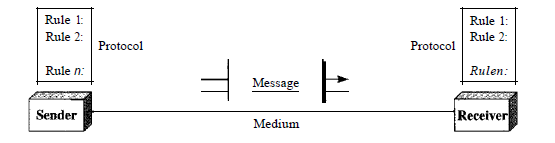 Rule 1:
Rule 2:
Protocol
Rule n:
Sender
Message
Medium
Rule 1:
Rule 2:
Protocol
Rulen:
Receiver